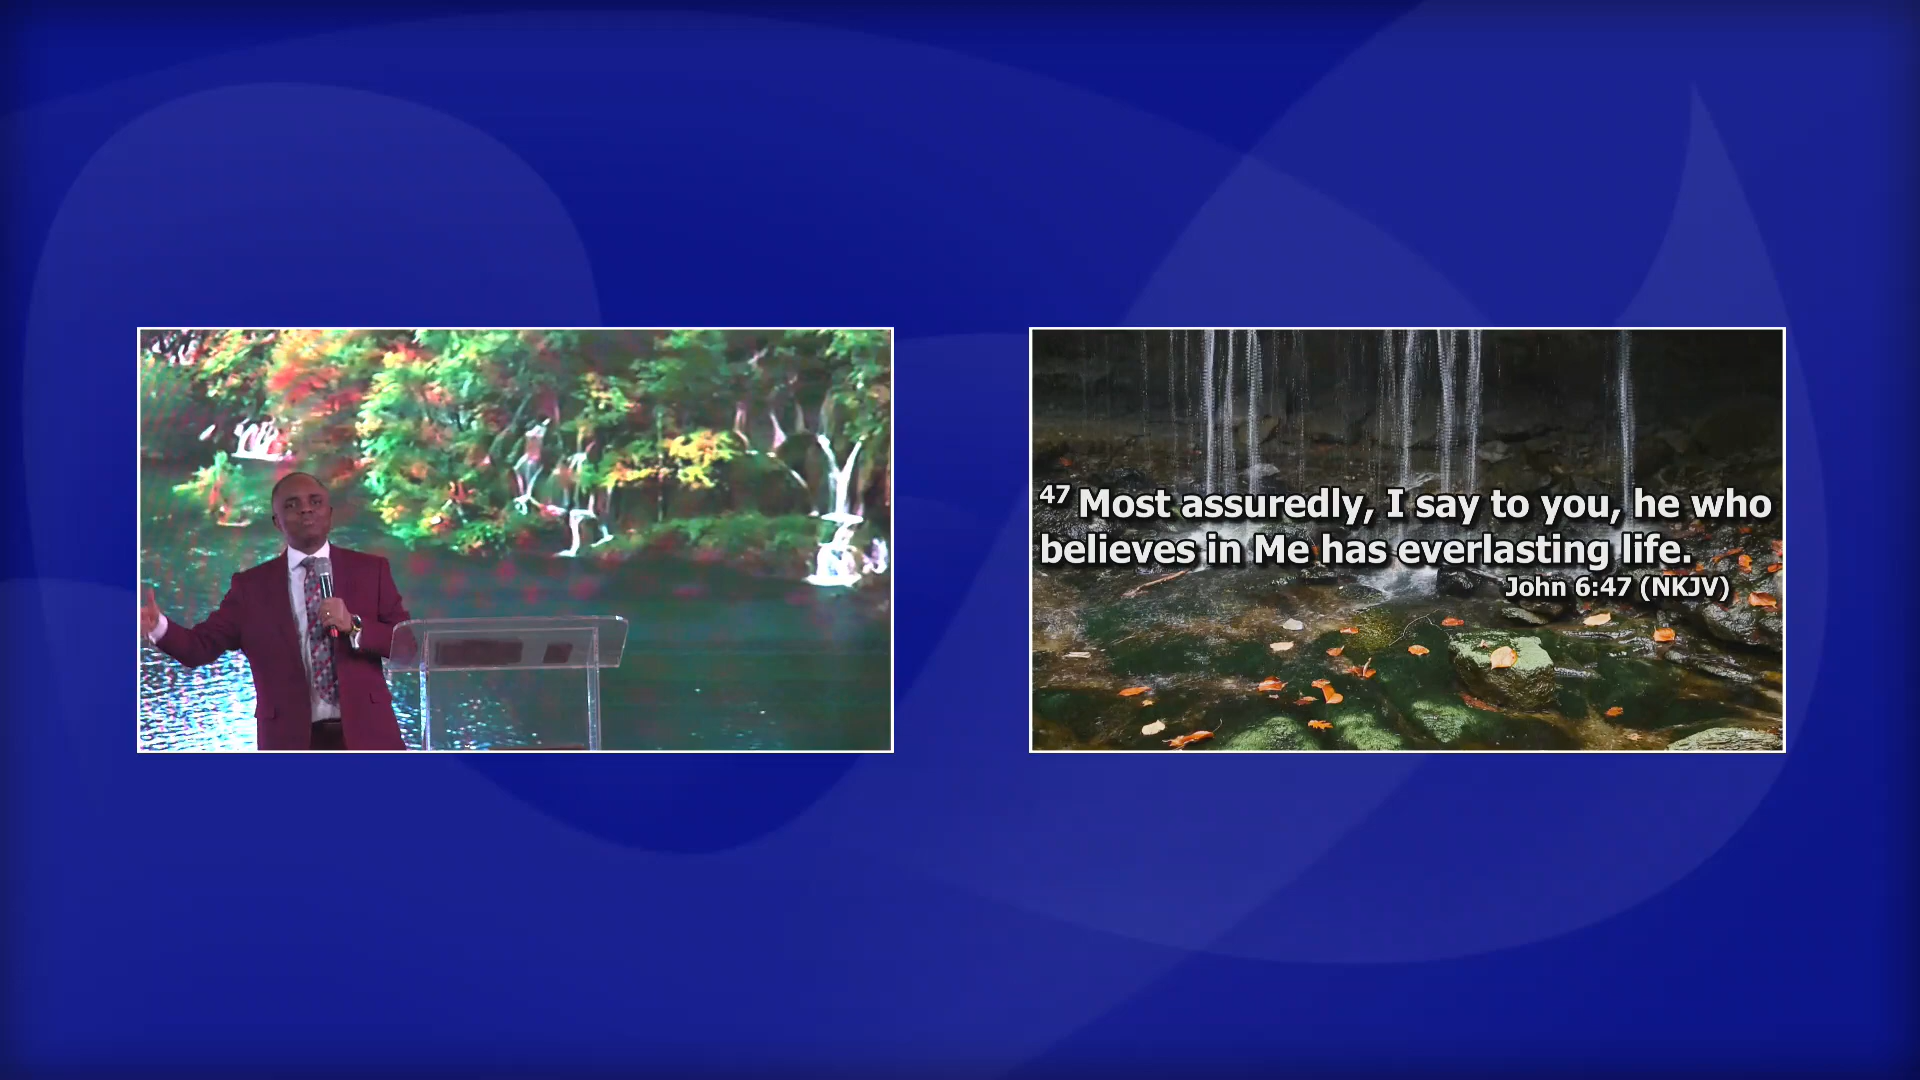 47 Most assuredly, I say to you, he who
believes in Me has everlasting life.
John 6:47 (NKJV)